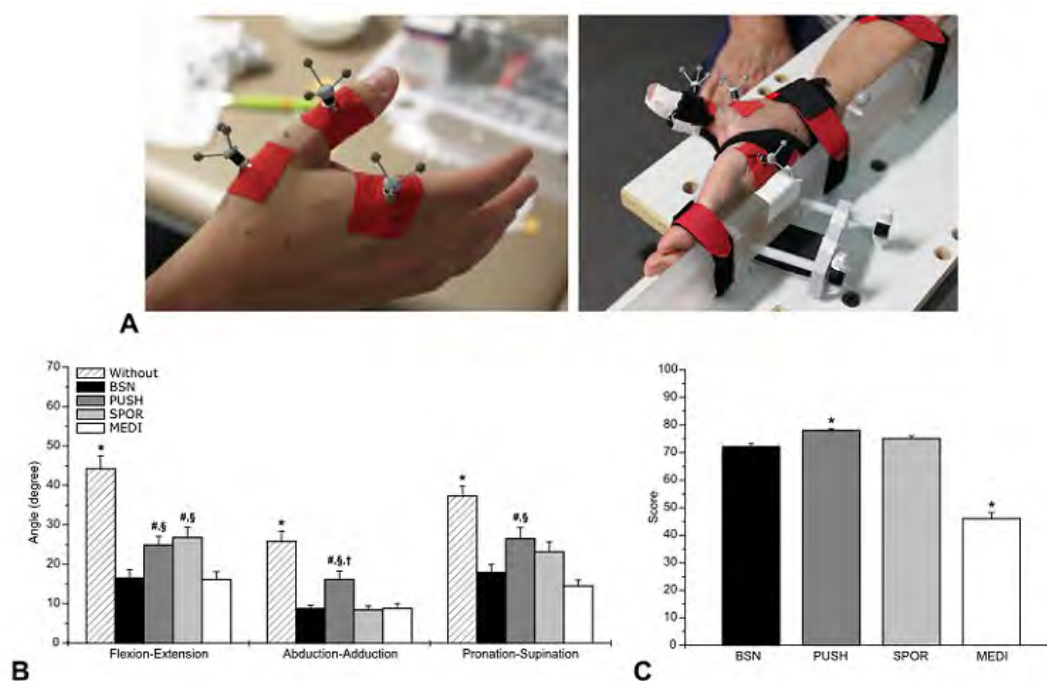 A
70
60
50
40
30
20
10
0
Angle (degree)
Without
BSN
PUSH
SPOR
MEDI
*
#,§
#,§
*
#,§,†
*
#,§
Flexion-Extension
Abduction-Adduction
Pronation-Supination
B
100
90
80
70
60
50
40
30
20
10
0
Score
*
*
BSN
PUSH
SPOR
MEDI
C